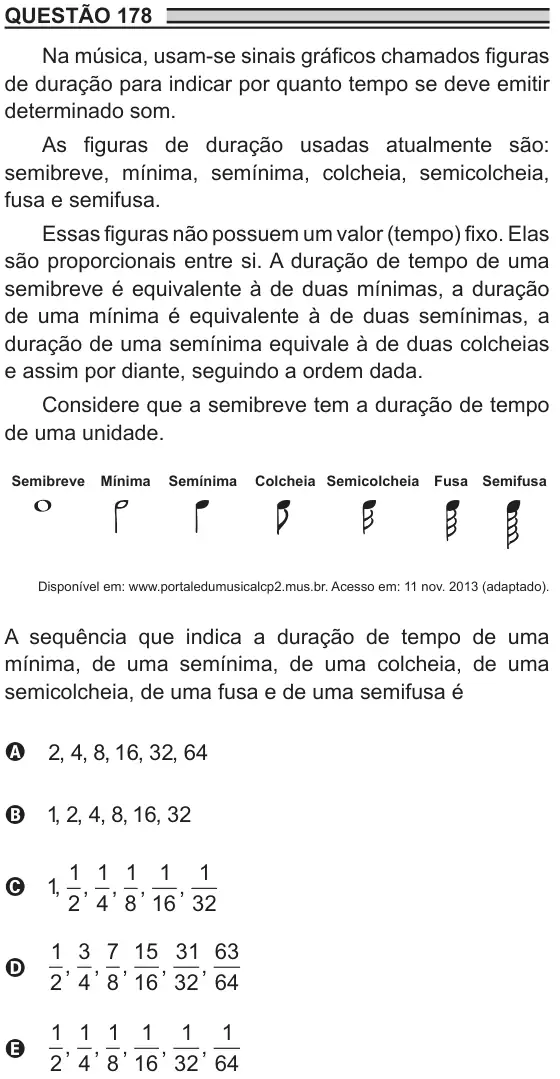 QUESTÃO 178
Na música, usam-se sinais gráficos chamados figuras
de duração para indicar por quanto tempo se deve emitir
determinado som.
As figuras de duração usadas atualmente são:
semibreve, mínima, semínima, colcheia, semicolcheia,
fusa e semifusa.
Essas figuras não possuem um valor (tempo) fixo. Elas
são proporcionais entre si. A duração de tempo de uma
semibreve é equivalente à de duas mínimas, a duração
de uma mínima é equivalente à de duas semínimas, a
duração de uma semínima equivale à de duas colcheias
e assim por diante, seguindo a ordem dada.
Considere que a semibreve tem a duração de tempo
de uma unidade.
Semibreve Mínima Semínima Colcheia Semicolcheia Fusa Semifusa
Disponível em: www.portaledumusicalcp2.mus.br. Acesso em: 11 nov. 2013 (adaptado).
A sequência que indica a duração de tempo de uma
mínima, de uma semínima, de uma colcheia, de uma
semicolcheia, de uma fusa e de uma semifusa é
A 2, 4, 8, 16, 32, 64
B 1, 2, 4, 8, 16, 32
C 1, 1/2, 1/4, 1/8, 1/16, 1/32
D 1/2, 3/4, 7/8, 15/16, 31/32, 63/64
E 1/2, 1/4, 1/8, 1/16, 1/32, 1/64